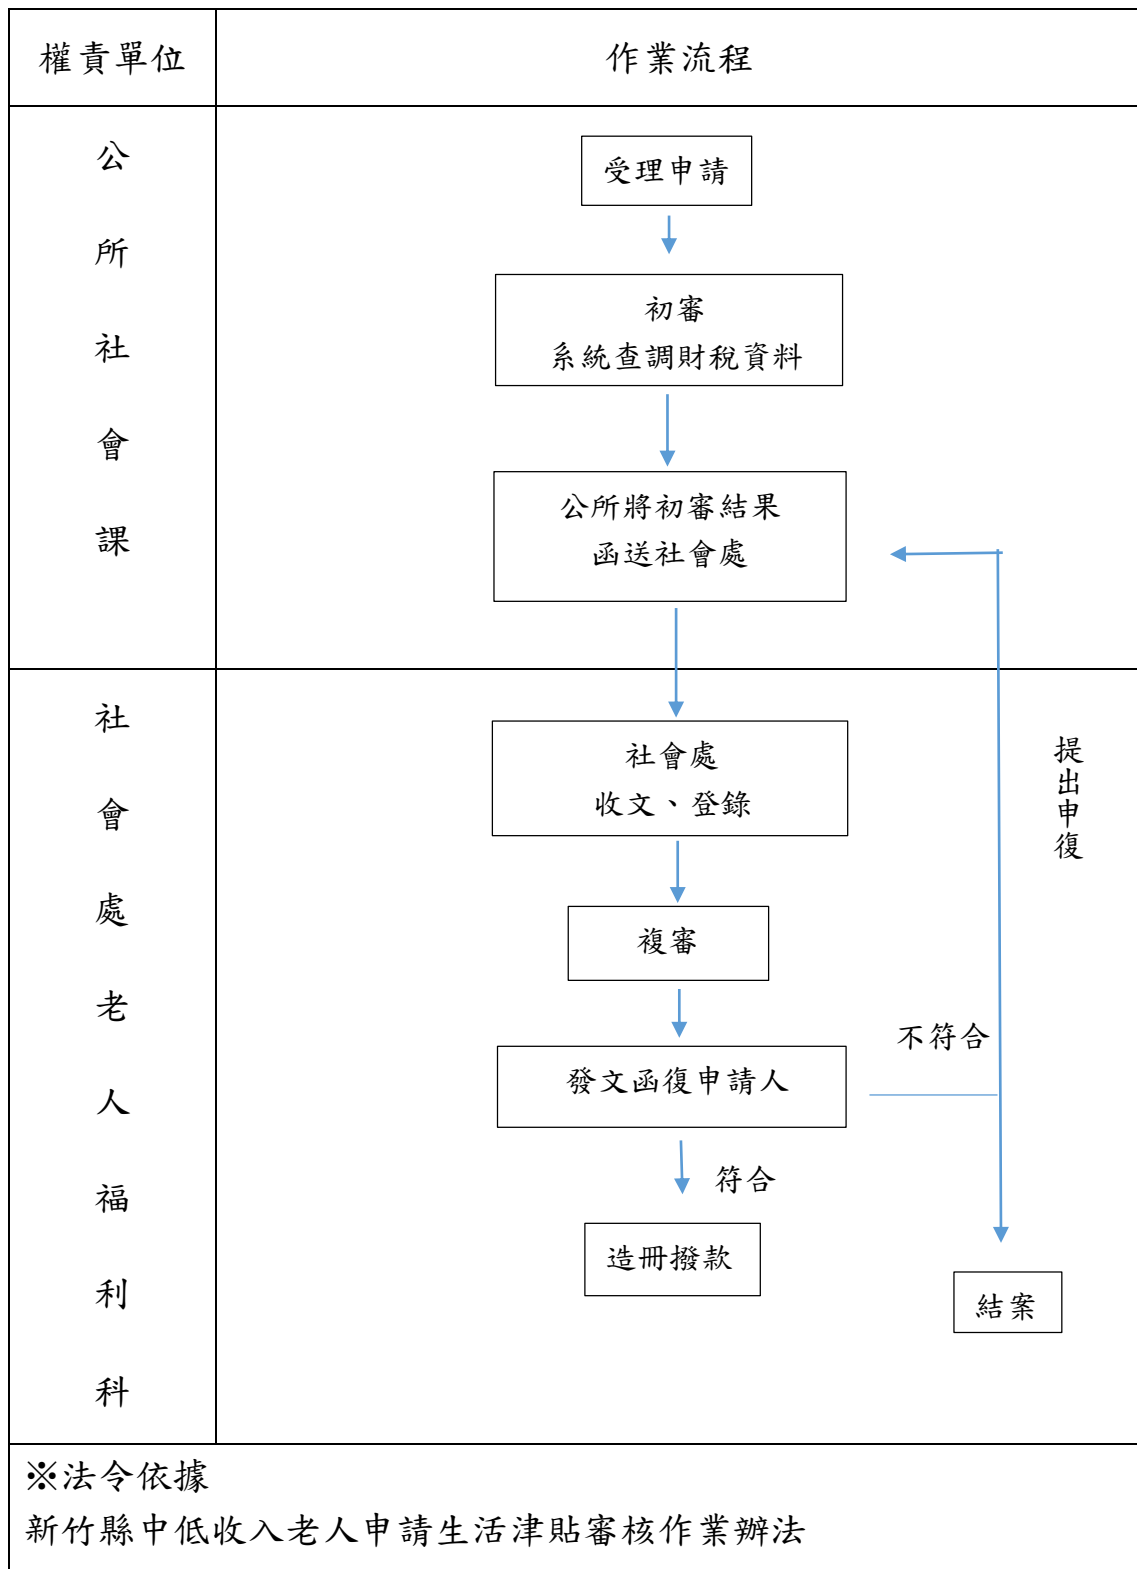 權責單位
作業流程
公所社會課
受理申請
初審
系統查調財稅資料
公所將初審結果
函送社會處
社會處老人福利科
社會處
收文、登錄
提出申復
複審
不符合
發文函復申請人
符合
造冊撥款
結案
※法令依據
新竹縣中低收入老人申請生活津貼審核作業辦法